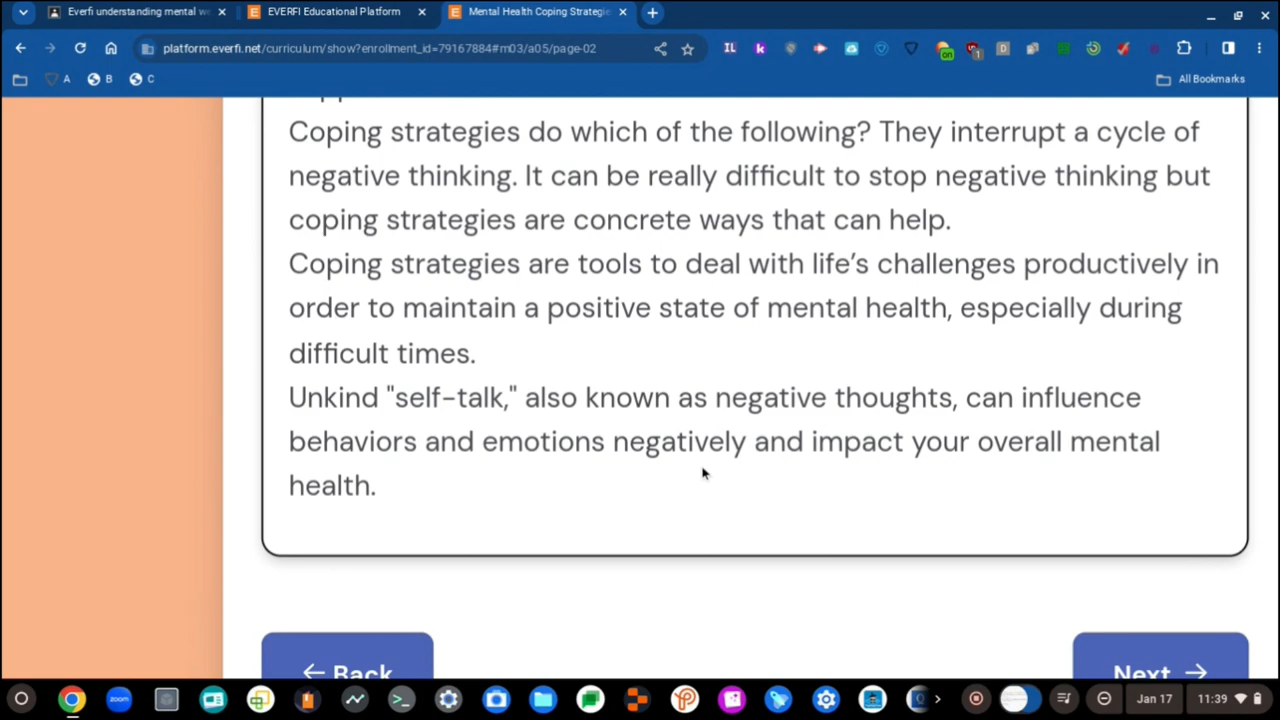 Everfi understanding mental we
EVERFI Educational Platform
Mental Health Coping Strategie
platform.everfi.net/curriculum/show?enrollment_id=79167884#m03/a05/page-02
IL
k
on
1
D
A
B
C
All Bookmarks
Coping strategies do which of the following? They interrupt a cycle of
negative thinking. It can be really difficult to stop negative thinking but
coping strategies are concrete ways that can help.
Coping strategies are tools to deal with life's challenges productively in
order to maintain a positive state of mental health, especially during
difficult times.
Unkind "self-talk," also known as negative thoughts, can influence
behaviors and emotions negatively and impact your overall mental
health.
← Back
Next →
zoom
Jan 17
11:39